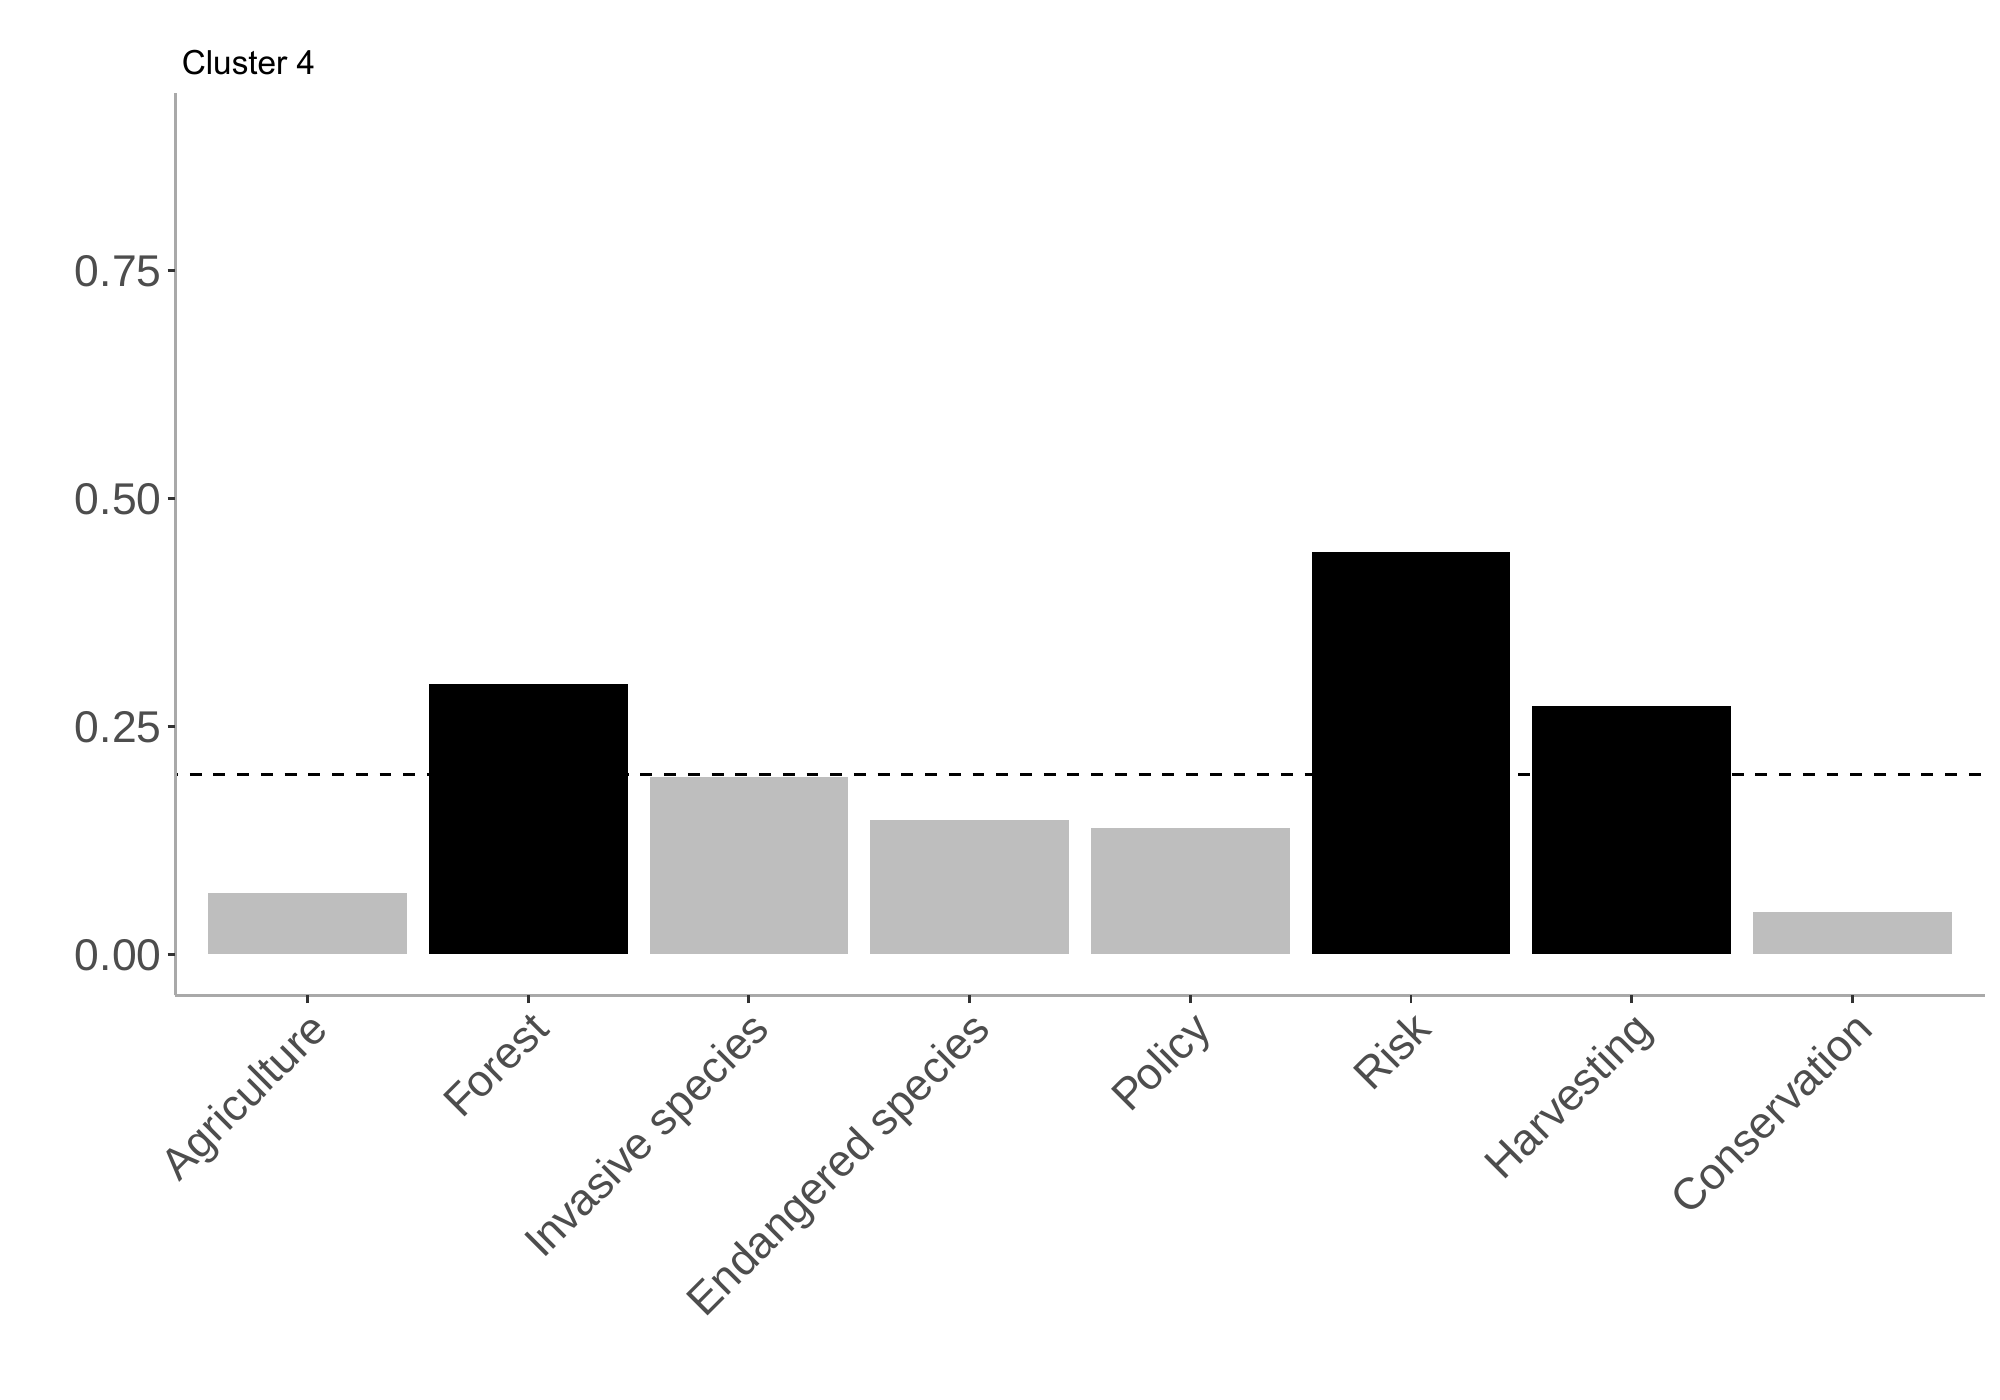 Cluster 4
0.75
0.50
0.25
0.00
Agriculture
Forest
Invasive species
Endangered species
Policy
Risk
Harvesting
Conservation